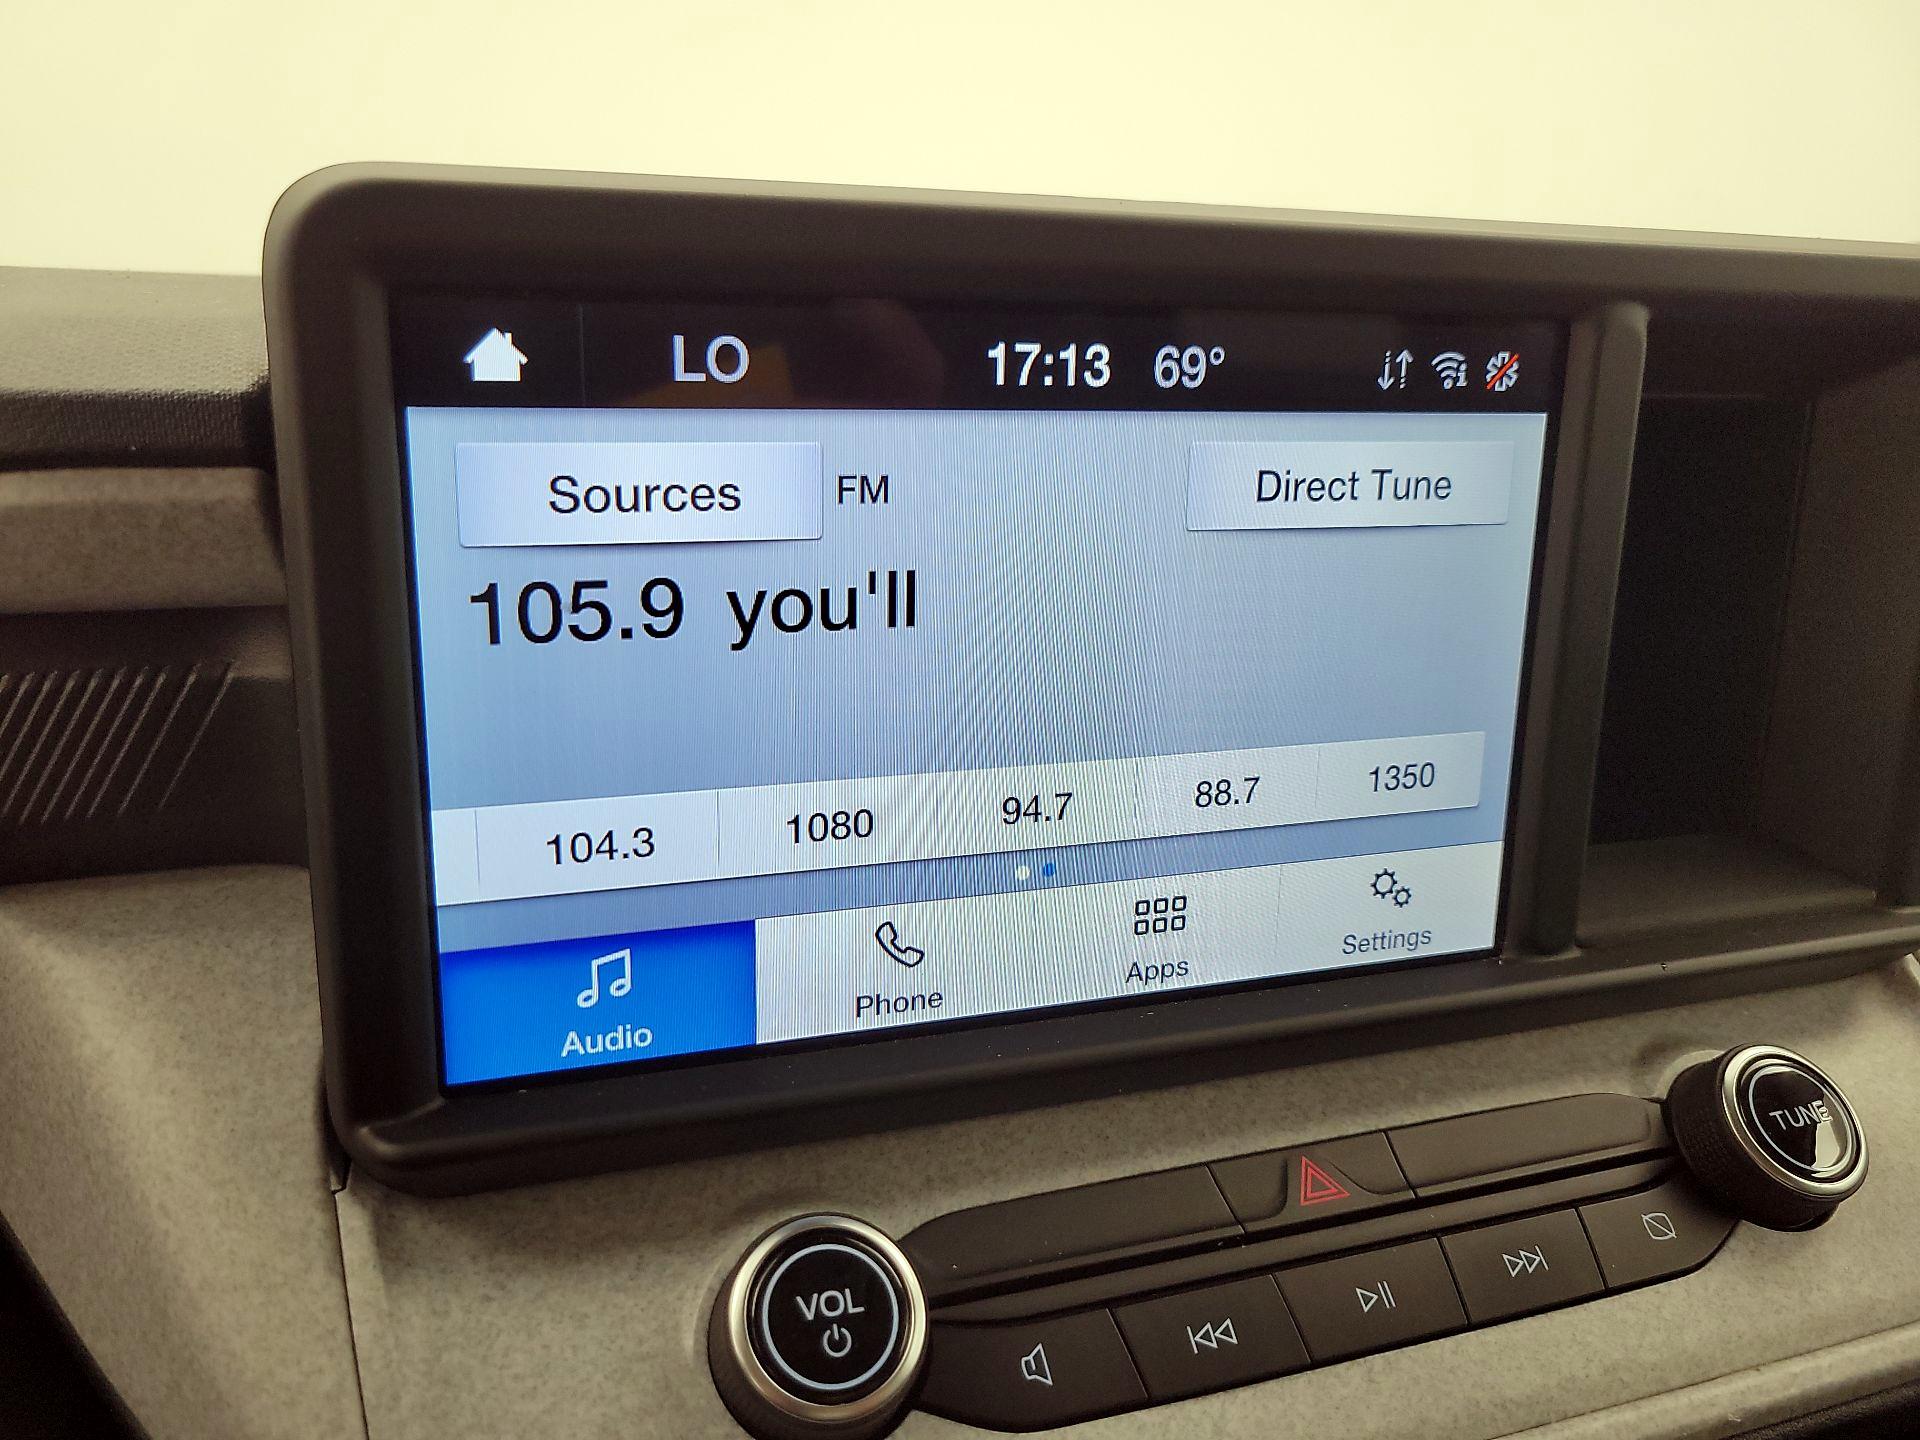 LO 17:13 69°
Sources FM Direct Tune
105.9 you'll
104.3 1080 94.7 88.7 1350
Audio Phone Apps Settings
TUNE
VOL